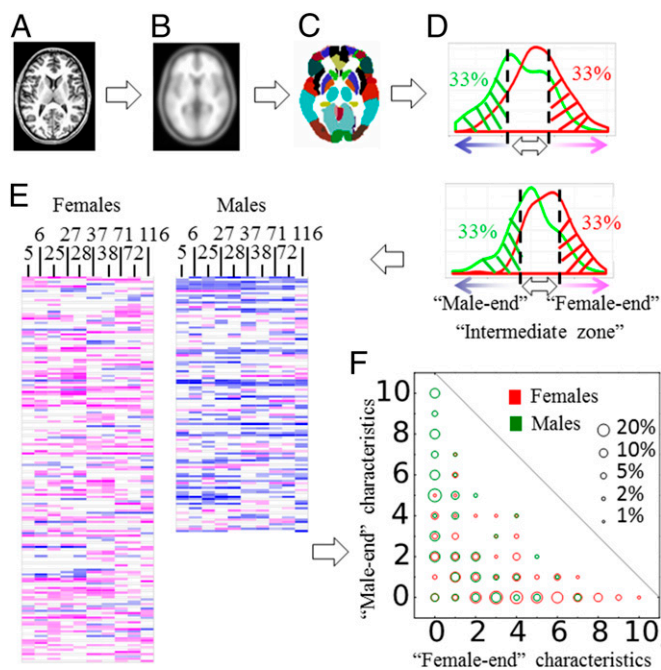 A
B
C
D
33%
33%
33%
33%
“Male-end”
“Female-end”
“Intermediate zone”
E
Females
Males
6 27 37 71 116
5 25 28 38 72
6 27 37 71 116
5 25 28 38 72
F
10
8
6
4
2
0
“Male-end” characteristics
Females
Males
20%
10%
5%
2%
1%
0 2 4 6 8 10
“Female-end” characteristics